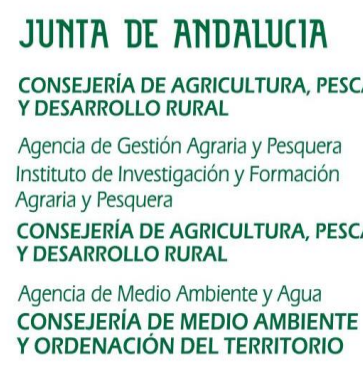 JUNTA DE ANDALUCIA
CONSEJERÍA DE AGRICULTURA, PESCA
Y DESARROLLO RURAL
Agencia de Gestión Agraria y Pesquera
Instituto de Investigación y Formación
Agraria y Pesquera
CONSEJERÍA DE AGRICULTURA, PESCA
Y DESARROLLO RURAL
Agencia de Medio Ambiente y Agua
CONSEJERÍA DE MEDIO AMBIENTE
Y ORDENACIÓN DEL TERRITORIO